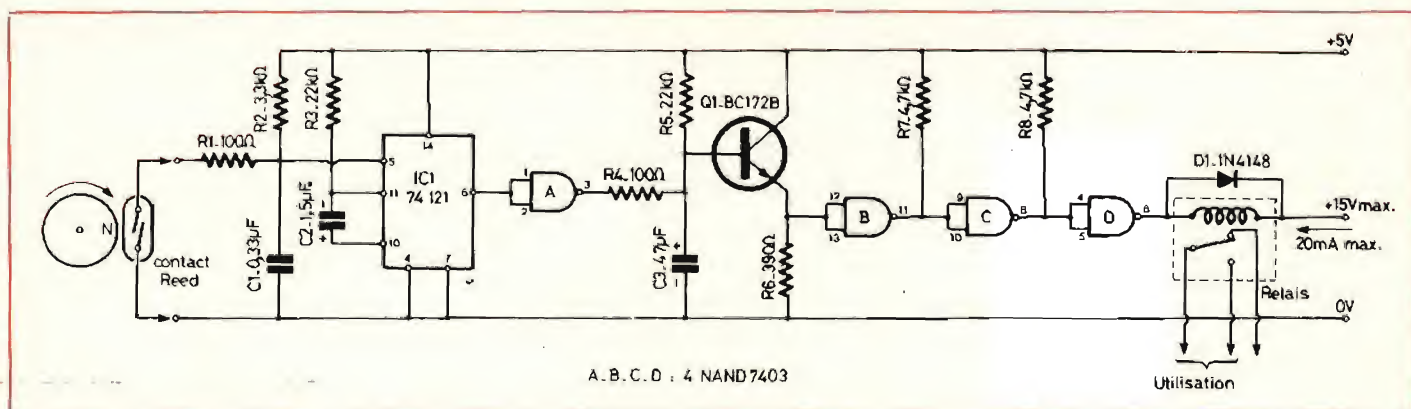 +5V
R1-100Ω
R2-3,3kΩ
R3-22kΩ
C1-0,33µF
C2-1,5µF
IC1
74 121
14
5
11
10
6
4
7
N
contact
Reed
1
2
A
3
R4-100Ω
R5-22kΩ
C3-47µF
Q1-BC172B
R6-390Ω
12
13
B
11
R7-4,7kΩ
9
10
C
8
R8-4,7kΩ
4
5
D
6
D1-1N4148
+15V max.
20mA max.
Relais
0V
Utilisation
A-B-C-D : 4 NAND 7403